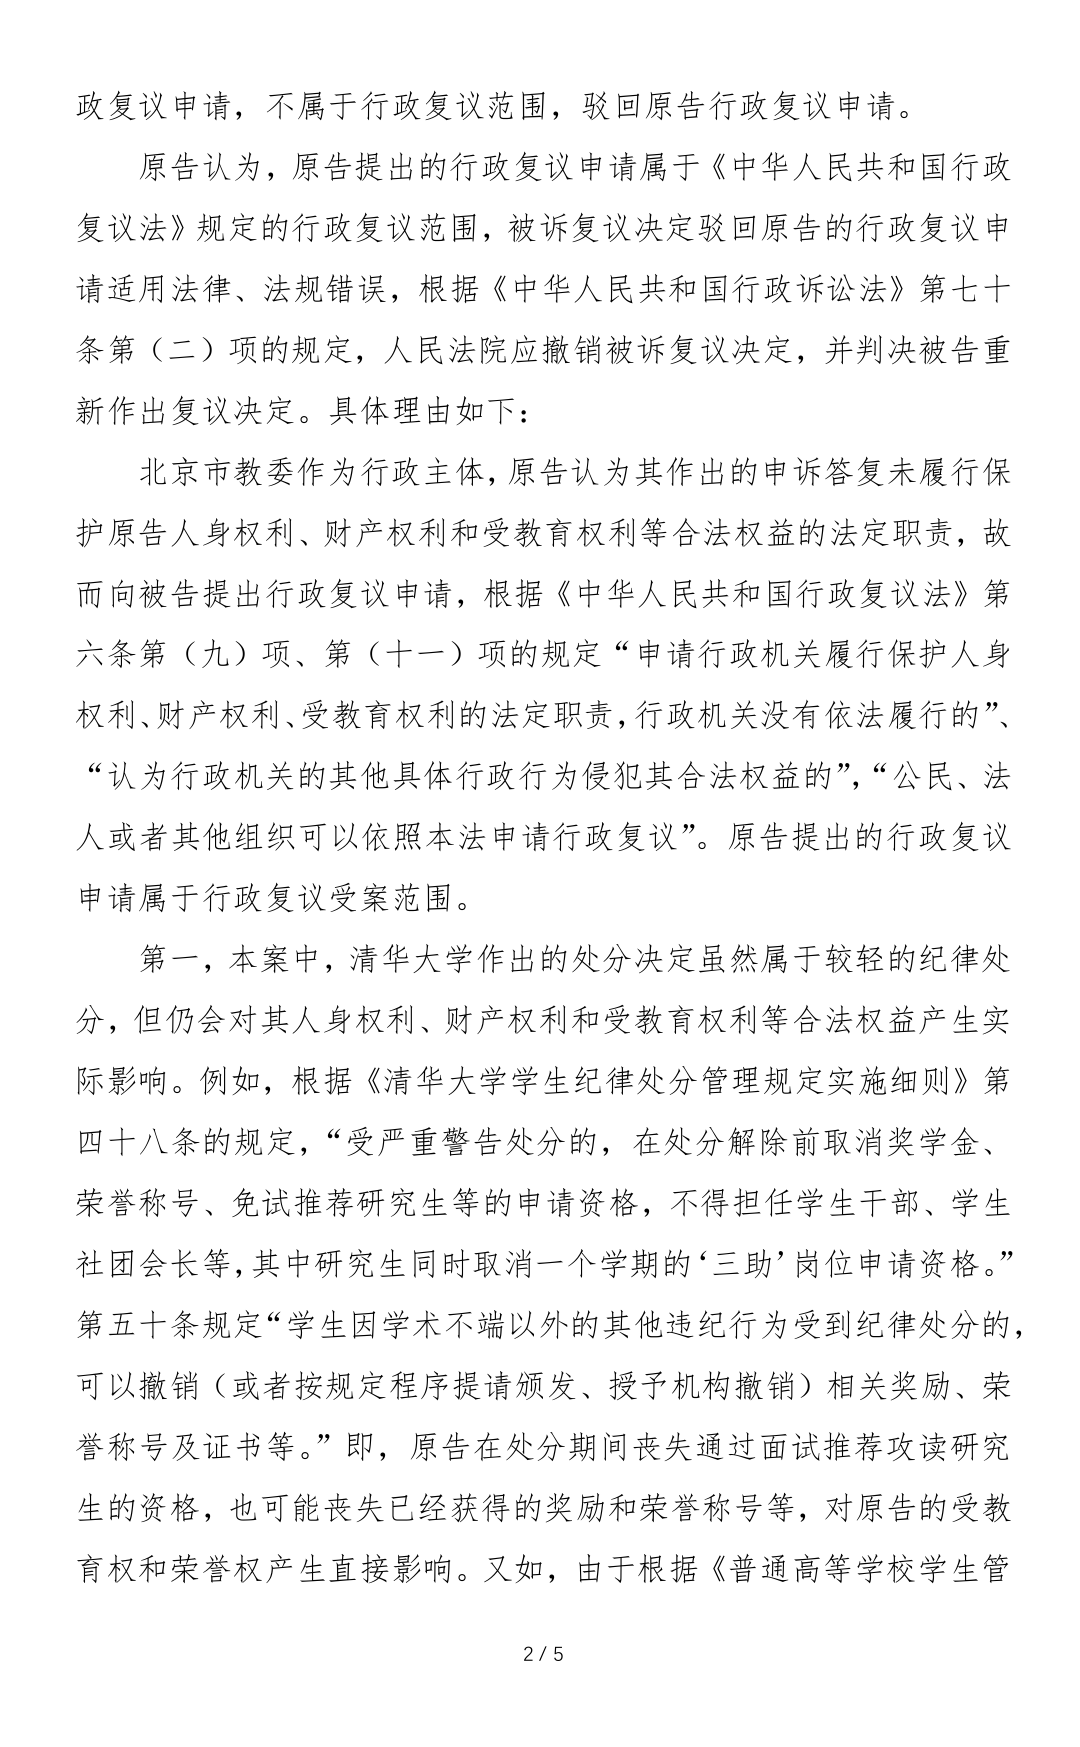 政复议申请，不属于行政复议范围，驳回原告行政复议申请。
原告认为，原告提出的行政复议申请属于《中华人民共和国行政
复议法》规定的行政复议范围，被诉复议决定驳回原告的行政复议申
请适用法律、法规错误，根据《中华人民共和国行政诉讼法》第七十
条第（二）项的规定，人民法院应撤销被诉复议决定，并判决被告重
新作出复议决定。具体理由如下：
北京市教委作为行政主体，原告认为其作出的申诉答复未履行保
护原告人身权利、财产权利和受教育权利等合法权益的法定职责，故
而向被告提出行政复议申请，根据《中华人民共和国行政复议法》第
六条第（九）项、第（十一）项的规定“申请行政机关履行保护人身
权利、财产权利、受教育权利的法定职责，行政机关没有依法履行的”、
“认为行政机关的其他具体行政行为侵犯其合法权益的”，“公民、法
人或者其他组织可以依照本法申请行政复议”。原告提出的行政复议
申请属于行政复议受案范围。
第一，本案中，清华大学作出的处分决定虽然属于较轻的纪律处
分，但仍会对其人身权利、财产权利和受教育权利等合法权益产生实
际影响。例如，根据《清华大学学生纪律处分管理规定实施细则》第
四十八条的规定，“受严重警告处分的，在处分解除前取消奖学金、
荣誉称号、免试推荐研究生等的申请资格，不得担任学生干部、学生
社团会长等，其中研究生同时取消一个学期的‘三助’岗位申请资格。”
第五十条规定“学生因学术不端以外的其他违纪行为受到纪律处分的，
可以撤销（或者按规定程序提请颁发、授予机构撤销）相关奖励、荣
誉称号及证书等。”即，原告在处分期间丧失通过面试推荐攻读研究
生的资格，也可能丧失已经获得的奖励和荣誉称号等，对原告的受教
育权和荣誉权产生直接影响。又如，由于根据《普通高等学校学生管
2 / 5